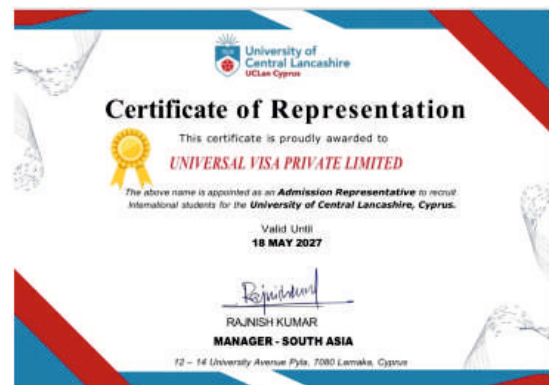 University of
Central Lancashire
UCLan Cyprus
Certificate of Representation
This certificate is proudly awarded to
UNIVERSAL VISA PRIVATE LIMITED
The above name is appointed as an Admission Representative to recruit
International students for the University of Central Lancashire, Cyprus.
Valid Until
18 MAY 2027
Rajnishkumar
RAJNISH KUMAR
MANAGER - SOUTH ASIA
12 – 14 University Avenue Pyla, 7080 Larnaka, Cyprus